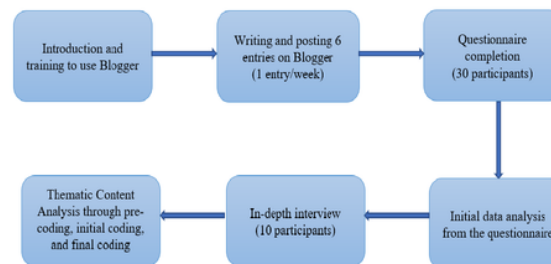 Introduction and
training to use Blogger
Writing and posting 6
entries on Blogger
(1 entry/week)
Questionnaire
completion
(30 participants)
Initial data analysis
from the questionnaire
In-depth interview
(10 participants)
Thematic Content
Analysis through pre-
coding, initial coding,
and final coding